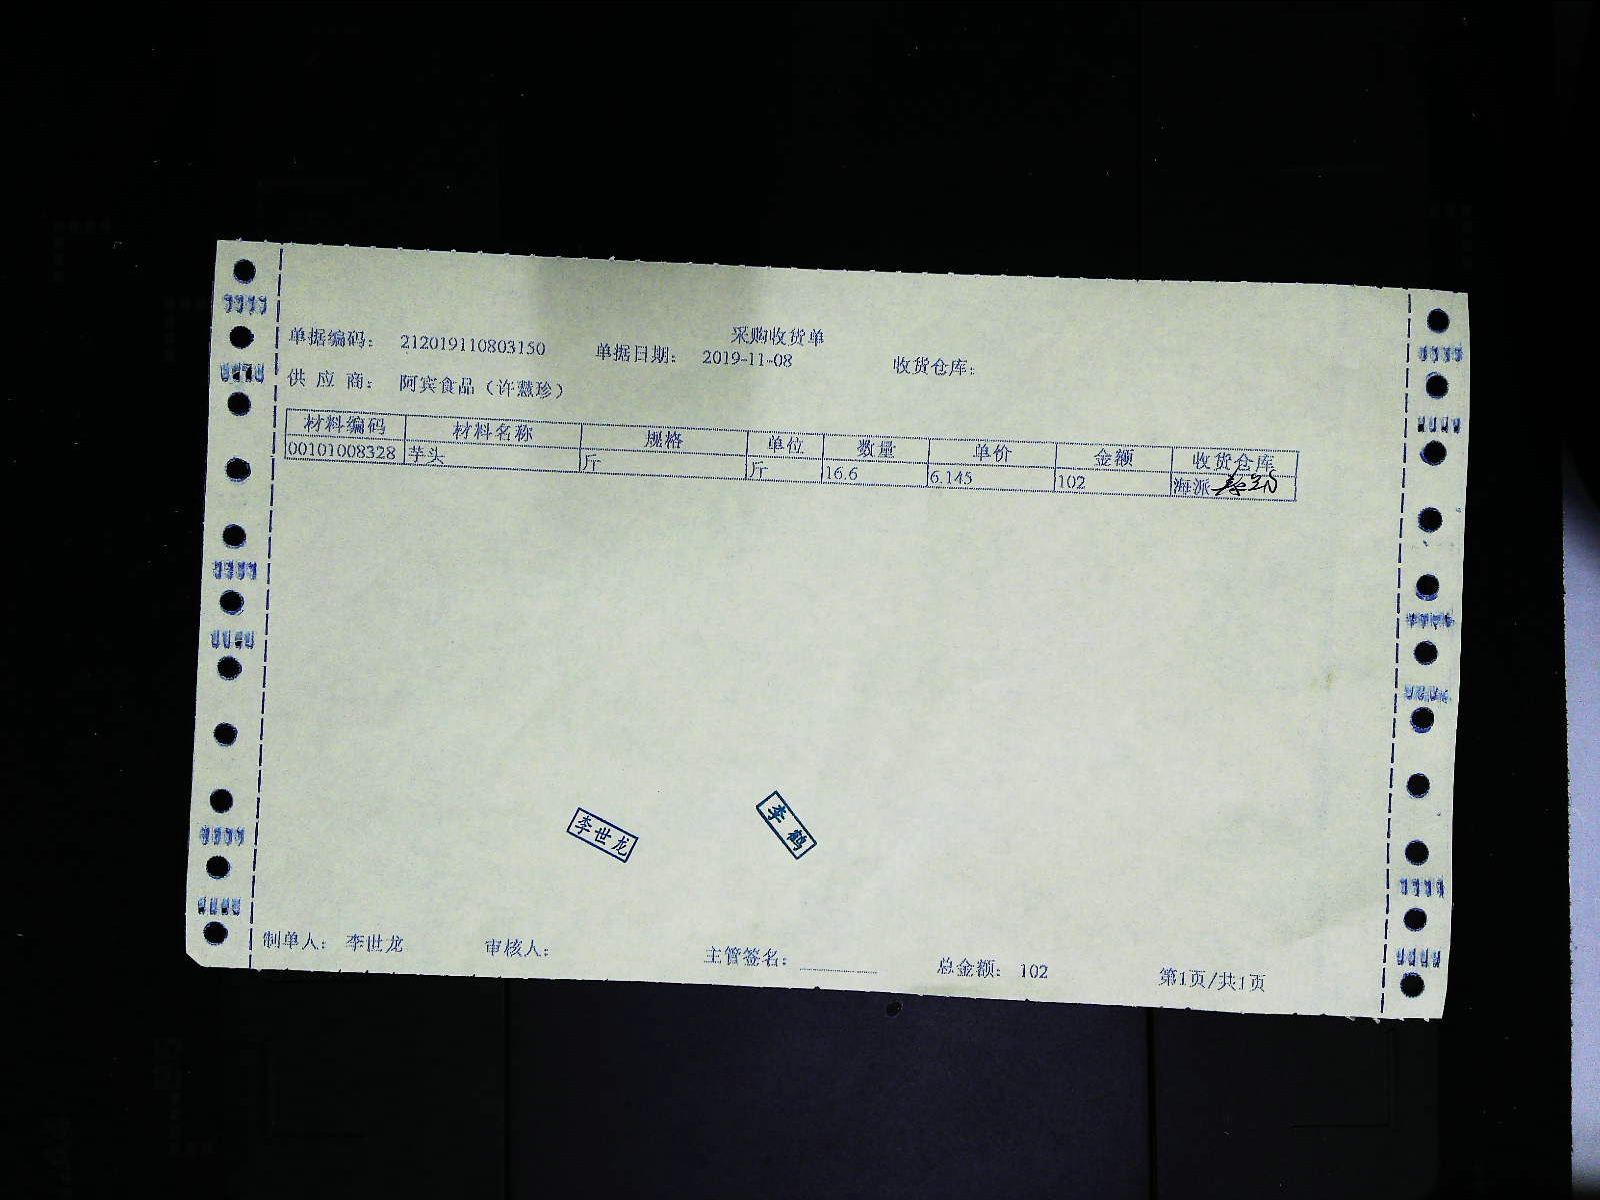 采购收货单
单据编码: 212019110803150 单据日期: 2019-11-08 收货仓库:
供 应 商: 阿宾食品（许燕珍）
材料编码 材料名称 规格 单位 数量 单价 金额 收货仓库
00101008328 芋头 斤 斤 16.6 6.145 102 海派
李世龙 李鹤
制单人: 李世龙 审核人: 主管签名: 总金额: 102 第1页/共1页